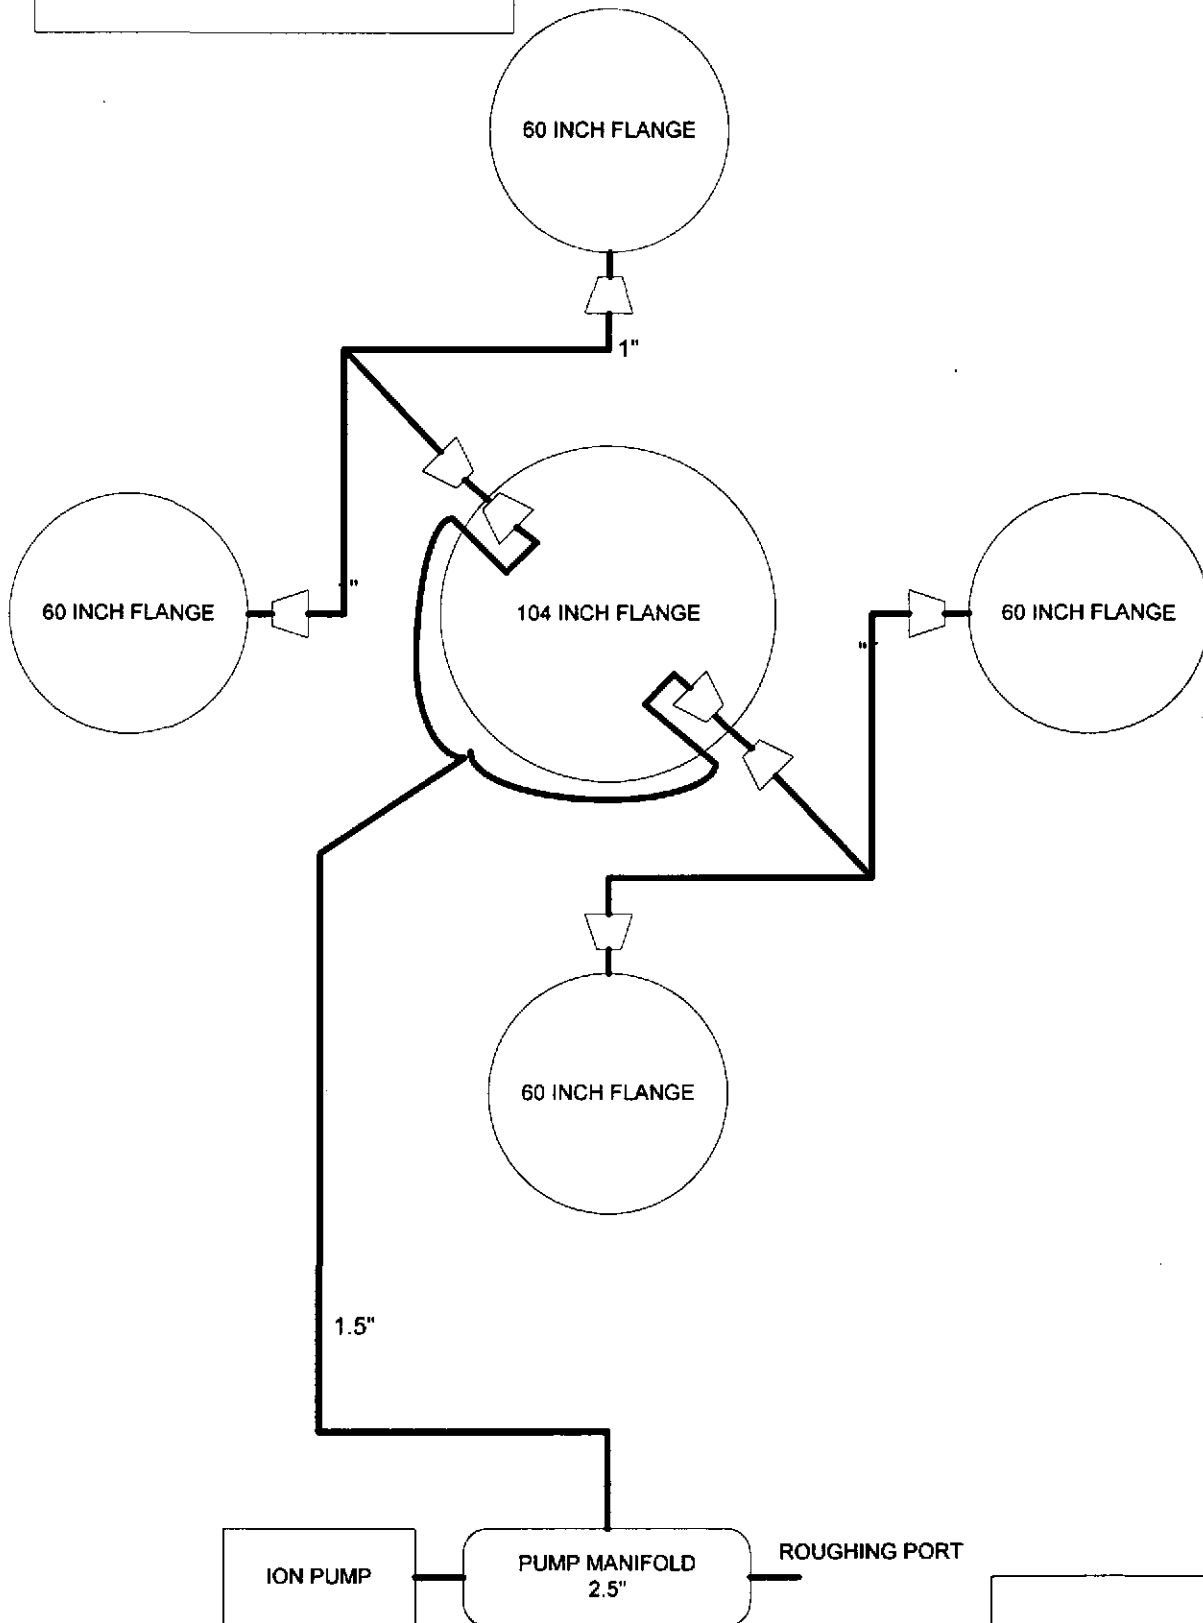 60 INCH FLANGE
1"
60 INCH FLANGE
104 INCH FLANGE
60 INCH FLANGE
60 INCH FLANGE
1.5"
ION PUMP
PUMP MANIFOLD
2.5"
ROUGHING PORT